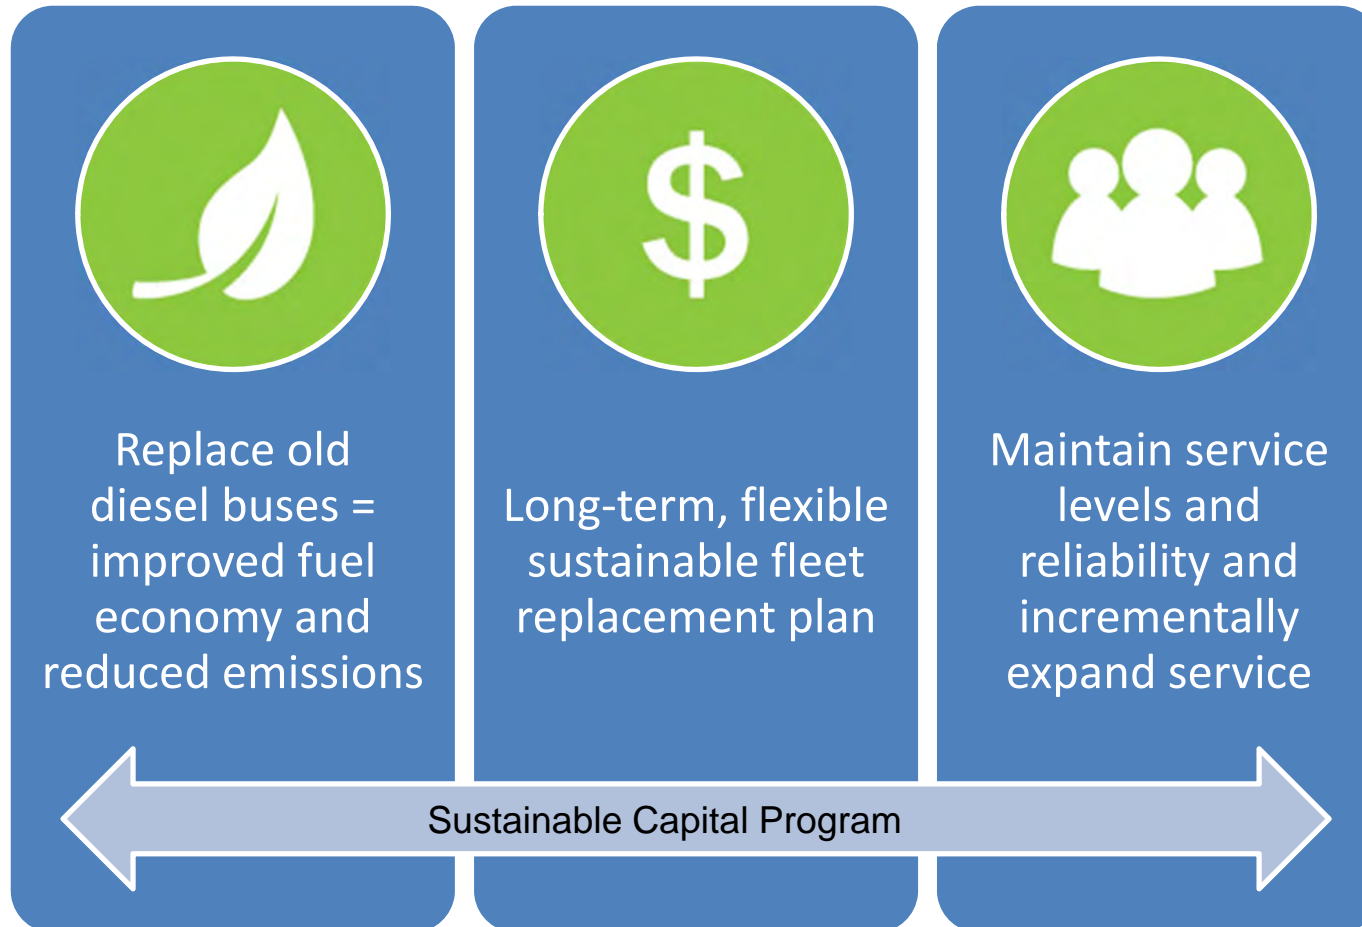 $
Replace old
diesel buses =
improved fuel
economy and
reduced emissions
Long-term, flexible
sustainable fleet
replacement plan
Maintain service
levels and
reliability and
incrementally
expand service
Sustainable Capital Program